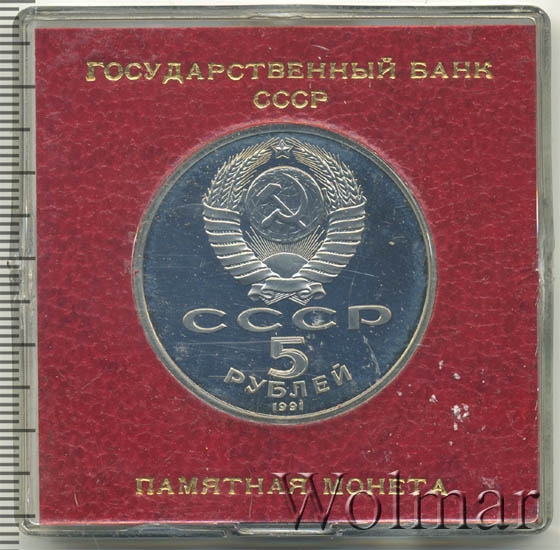 ГОСУДАРСТВЕННЫЙ БАНК
СССР
СССР
5
РУБЛЕЙ
1991
ПАМЯТНАЯ МОНЕТА
Wolmar